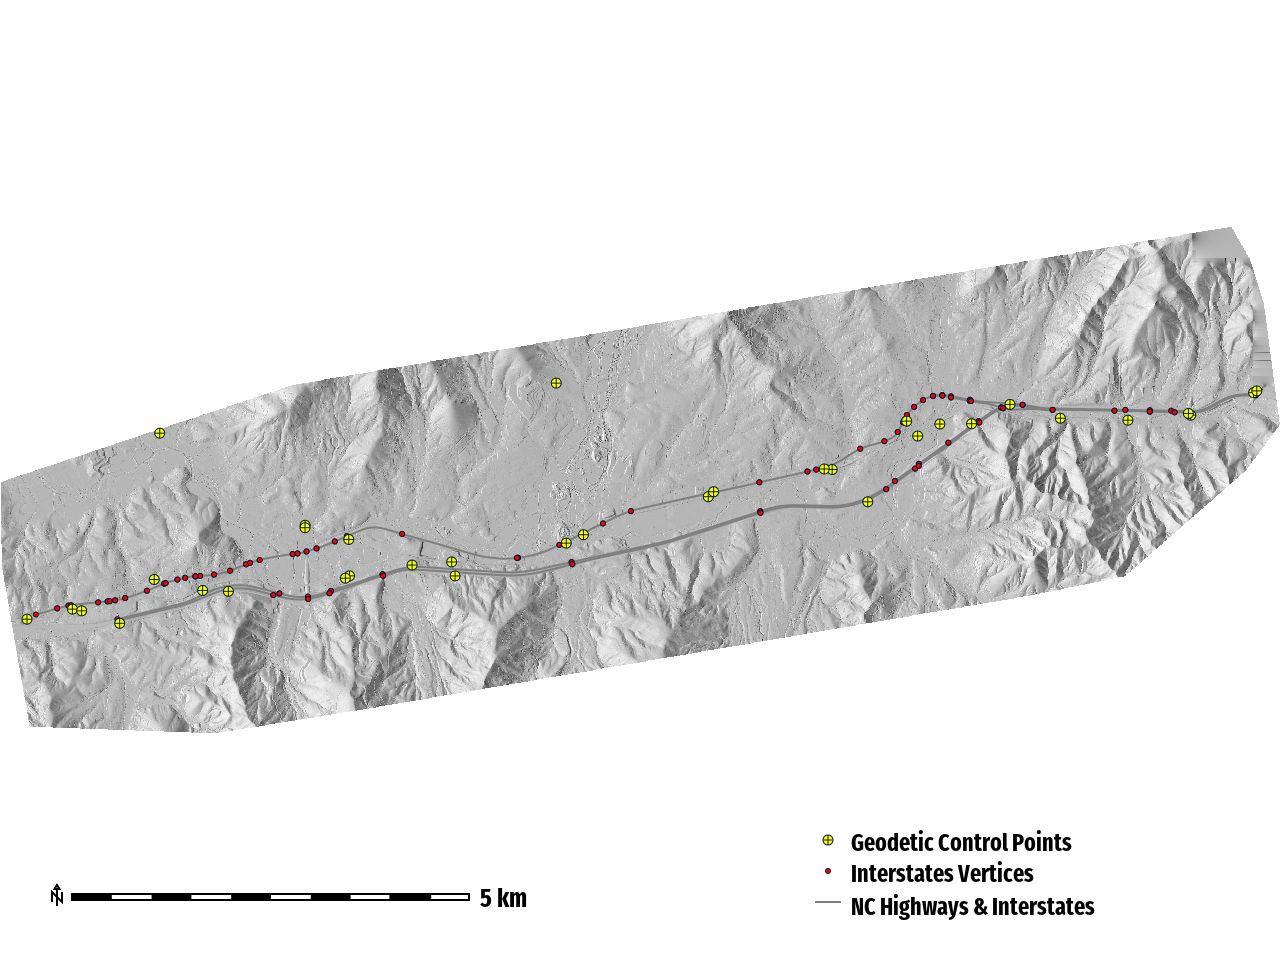 Geodetic Control Points
Interstates Vertices
N 5 km
NC Highways & Interstates